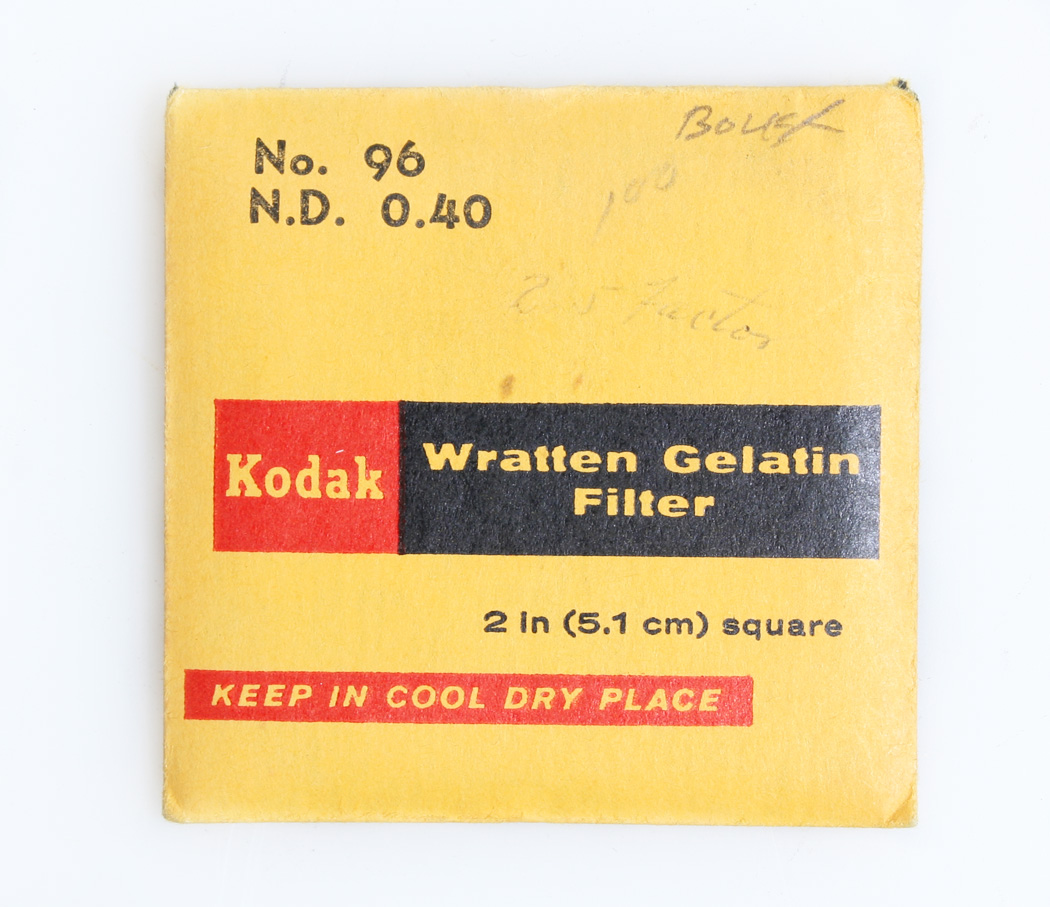 No. 96
N.D. 0.40
BOLEX
,100
2 5 Factor
Kodak
Wratten Gelatin
Filter
2 in (5.1 cm) square
KEEP IN COOL DRY PLACE